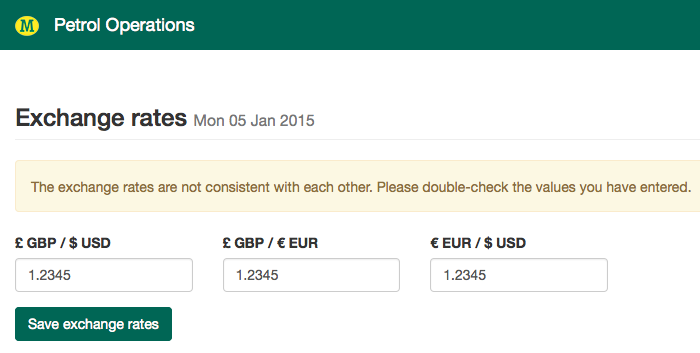 M Petrol Operations
Exchange rates Mon 05 Jan 2015
The exchange rates are not consistent with each other. Please double-check the values you have entered.
£ GBP / $ USD £ GBP / € EUR € EUR / $ USD
1.2345 1.2345 1.2345
Save exchange rates